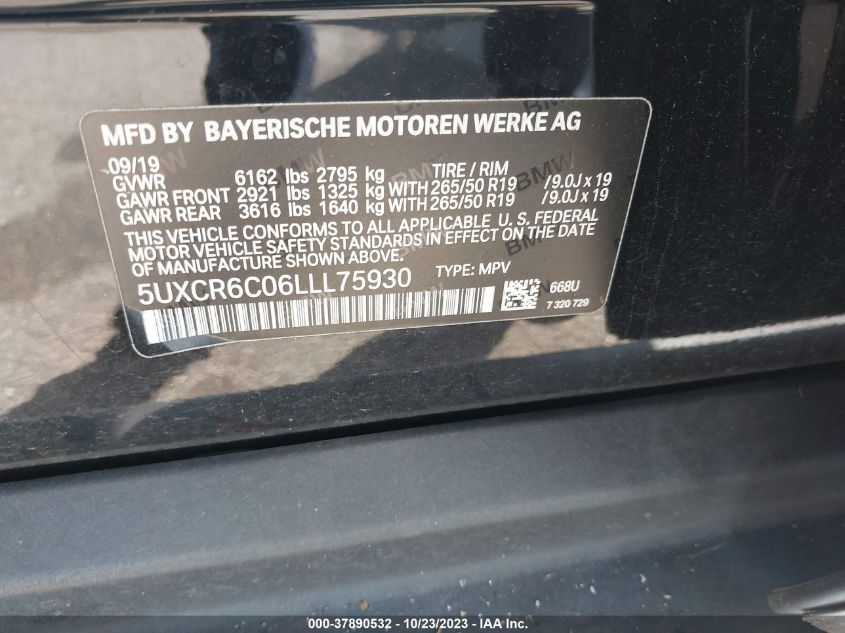 MFD BY BAYERISCHE MOTOREN WERKE AG
09/19 TIRE / RIM
GVWR 6162 lbs 2795 kg
GAWR FRONT 2921 lbs 1325 kg WITH 265/50 R19 /9.0J x 19
GAWR REAR 3616 lbs 1640 kg WITH 265/50 R19 /9.0J x 19
THIS VEHICLE CONFORMS TO ALL APPLICABLE U. S. FEDERAL
MOTOR VEHICLE SAFETY STANDARDS IN EFFECT ON THE DATE
OF MANUFACTURE SHOWN ABOVE.
5UXCR6C06LLL75930 TYPE: MPV 668U
7 320 729
000-37890532 - 10/23/2023 - IAAI.com